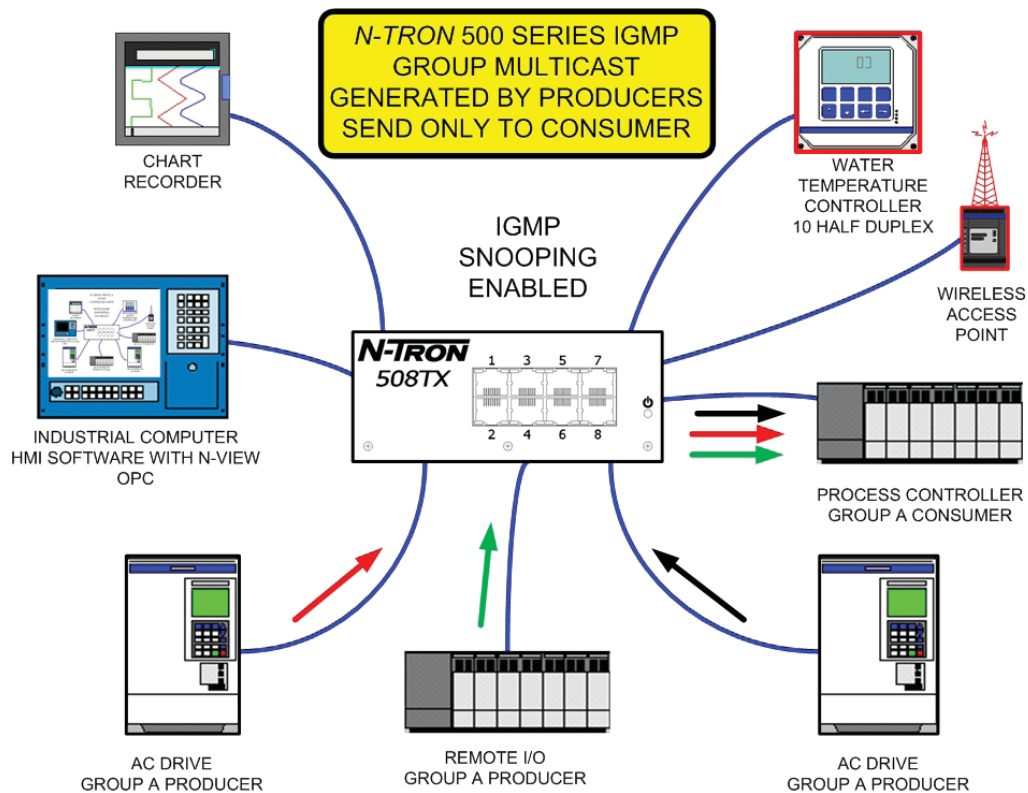 N-TRON 500 SERIES IGMP
GROUP MULTICAST
GENERATED BY PRODUCERS
SEND ONLY TO CONSUMER
CHART
RECORDER
WATER
TEMPERATURE
CONTROLLER
10 HALF DUPLEX
IGMP
SNOOPING
ENABLED
WIRELESS
ACCESS
POINT
N-TRON
508TX
1 3 5 7
2 4 6 8
INDUSTRIAL COMPUTER
HMI SOFTWARE WITH N-VIEW
OPC
PROCESS CONTROLLER
GROUP A CONSUMER
AC DRIVE
GROUP A PRODUCER
REMOTE I/O
GROUP A PRODUCER
AC DRIVE
GROUP A PRODUCER